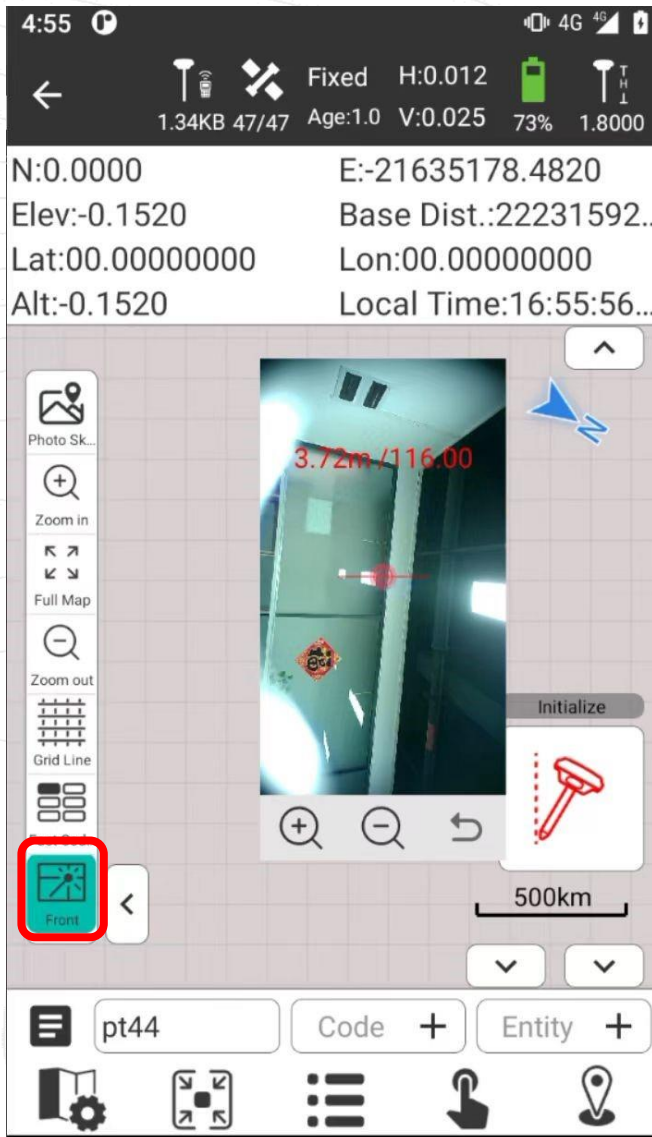 4:55
4G 4G
Fixed H:0.012
1.34KB 47/47 Age:1.0 V:0.025 73% 1.8000
T
H
N:0.0000 E:-21635178.4820
Elev:-0.1520 Base Dist.:22231592..
Lat:00.00000000 Lon:00.00000000
Alt:-0.1520 Local Time:16:55:56...
N
Photo Sk...
3.72m /116.00
Zoom in
Full Map
福
Zoom out
Initialize
Grid Line
Front
500km
pt44 Code + Entity +